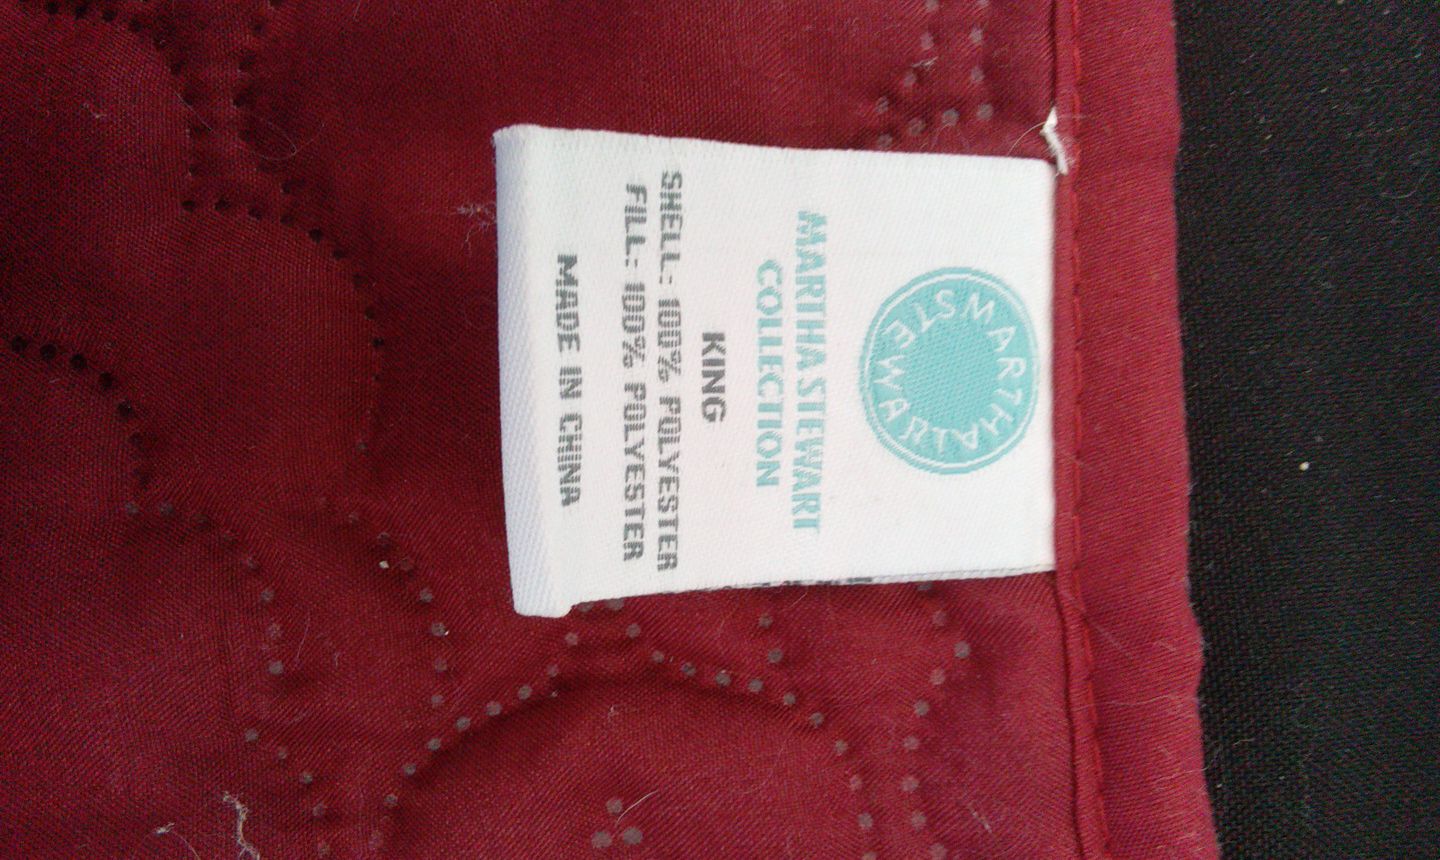 MARTHA STEWART
MARTHA STEWART
COLLECTION
KING
SHELL: 100% POLYESTER
FILL: 100% POLYESTER
MADE IN CHINA